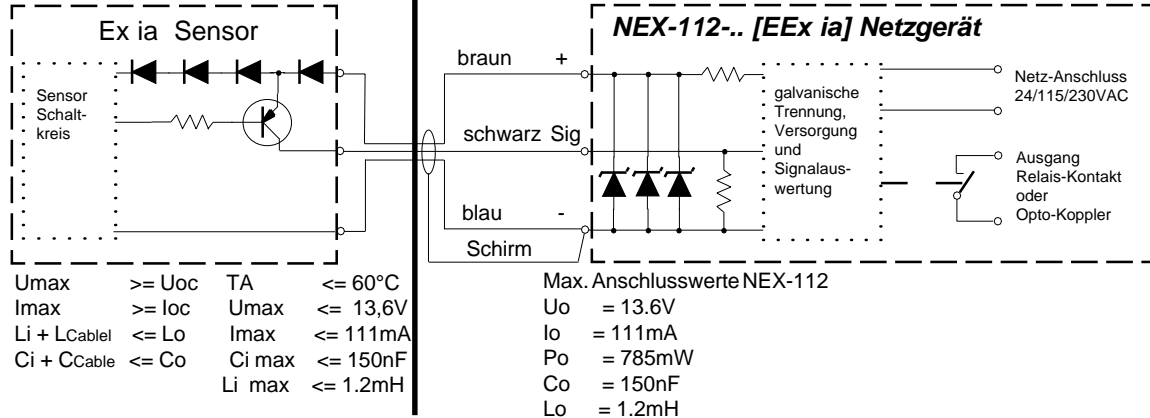 Ex ia Sensor
Sensor
Schalt-
kreis
braun +
schwarz Sig
blau -
Schirm
NEX-112-.. [EEx ia] Netzgerät
galvanische
Trennung,
Versorgung
und
Signalaus-
wertung
Netz-Anschluss
24/115/230VAC
Ausgang
Relais-Kontakt
oder
Opto-Koppler
Umax >= Uoc TA <= 60°C
Imax >= Ioc Umax <= 13,6V
Li + LCablel <= Lo Imax <= 111mA
Ci + CCable <= Co Ci max <= 150nF
Li max <= 1.2mH
Max. Anschlusswerte NEX-112
Uo = 13.6V
Io = 111mA
Po = 785mW
Co = 150nF
Lo = 1.2mH